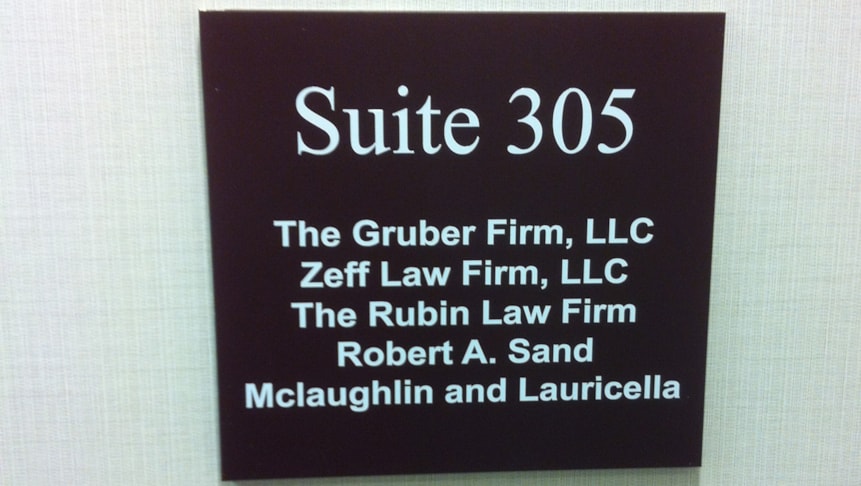 Suite 305
The Gruber Firm, LLC
Zeff Law Firm, LLC
The Rubin Law Firm
Robert A. Sand
Mclaughlin and Lauricella